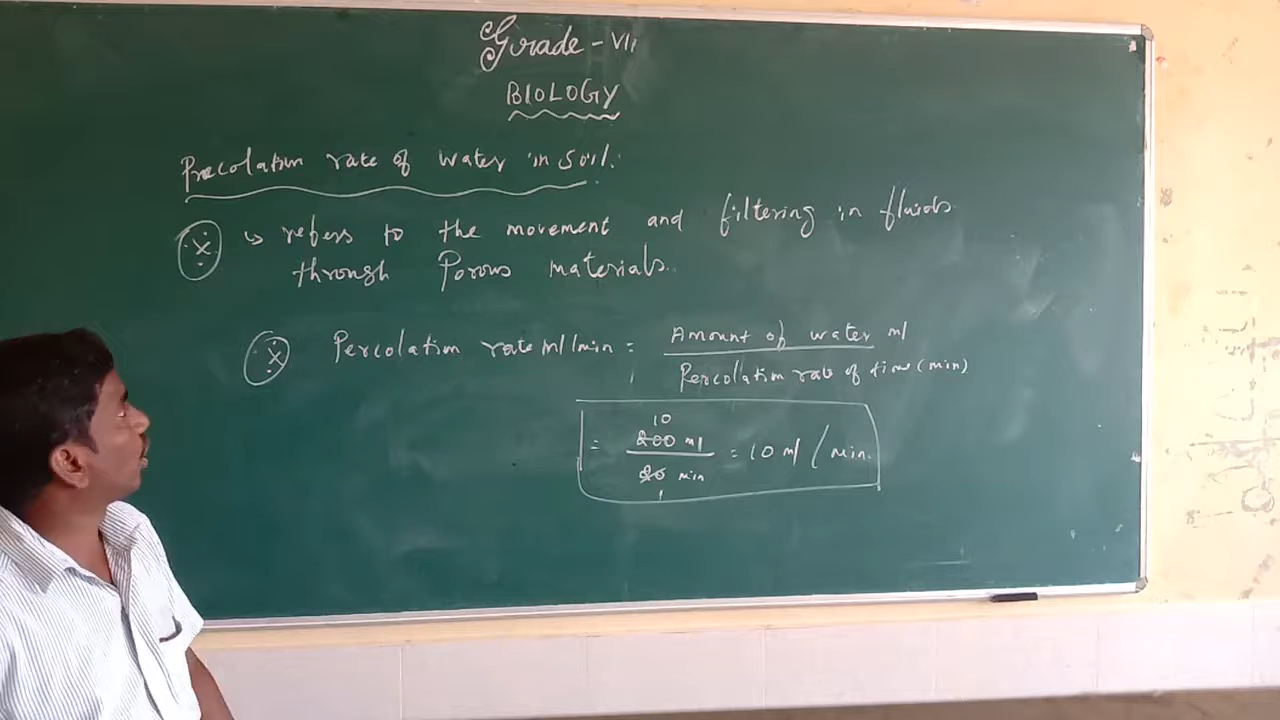 Grade - VII
BIOLOGY
Precolation rate of water in soil.
refers to the movement and filtering in fluids
through Porous materials.
Percolation rate ml/min = Amount of water ml
Percolation rate of time (min)
10
= 200 ml = 10 ml / min.
20 min
1